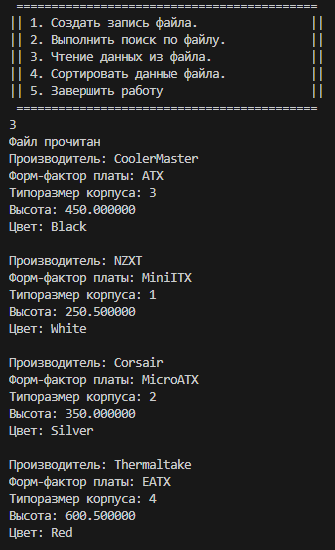 ============================================
|| 1. Создать запись файла. ||
|| 2. Выполнить поиск по файлу. ||
|| 3. Чтение данных из файла. ||
|| 4. Сортировать данные файла. ||
|| 5. Завершить работу ||
============================================
3
Файл прочитан
Производитель: CoolerMaster
Форм-фактор платы: ATX
Типоразмер корпуса: 3
Высота: 450.000000
Цвет: Black
Производитель: NZXT
Форм-фактор платы: MiniITX
Типоразмер корпуса: 1
Высота: 250.500000
Цвет: White
Производитель: Corsair
Форм-фактор платы: MicroATX
Типоразмер корпуса: 2
Высота: 350.000000
Цвет: Silver
Производитель: Thermaltake
Форм-фактор платы: EATX
Типоразмер корпуса: 4
Высота: 600.500000
Цвет: Red